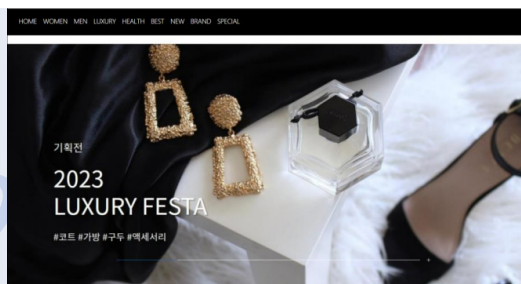 HOME WOMEN MEN LUXURY HEALTH BEST NEW BRAND SPECIAL
기획전
2023
LUXURY FESTA
#코트 #가방 #구두 #액세서리